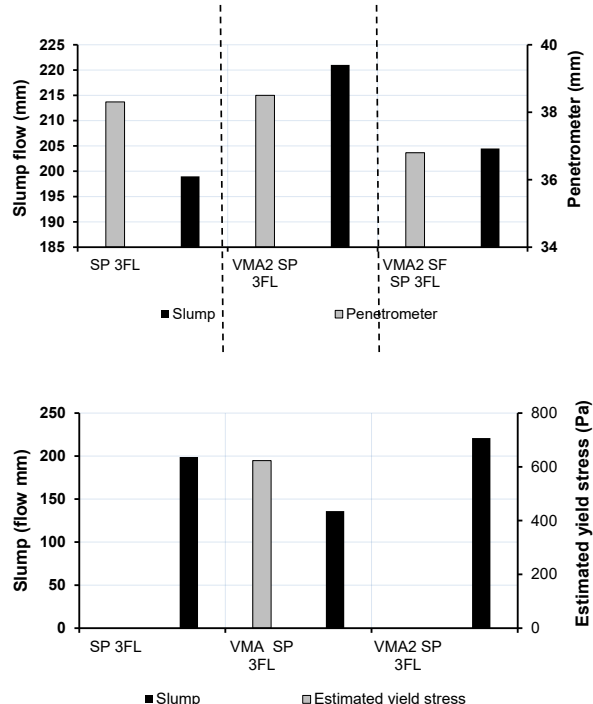 Slump flow (mm)
225
220
215
210
205
200
195
190
185
40
38
36
34
Penetrometer (mm)
SP 3FL
VMA2 SP
3FL
VMA2 SF
SP 3FL
Slump
Penetrometer
Slump (flow mm)
250
200
150
100
50
0
800
600
400
200
0
Estimated yield stress (Pa)
SP 3FL
VMA SP
3FL
VMA2 SP
3FL
Slump
Estimated yield stress